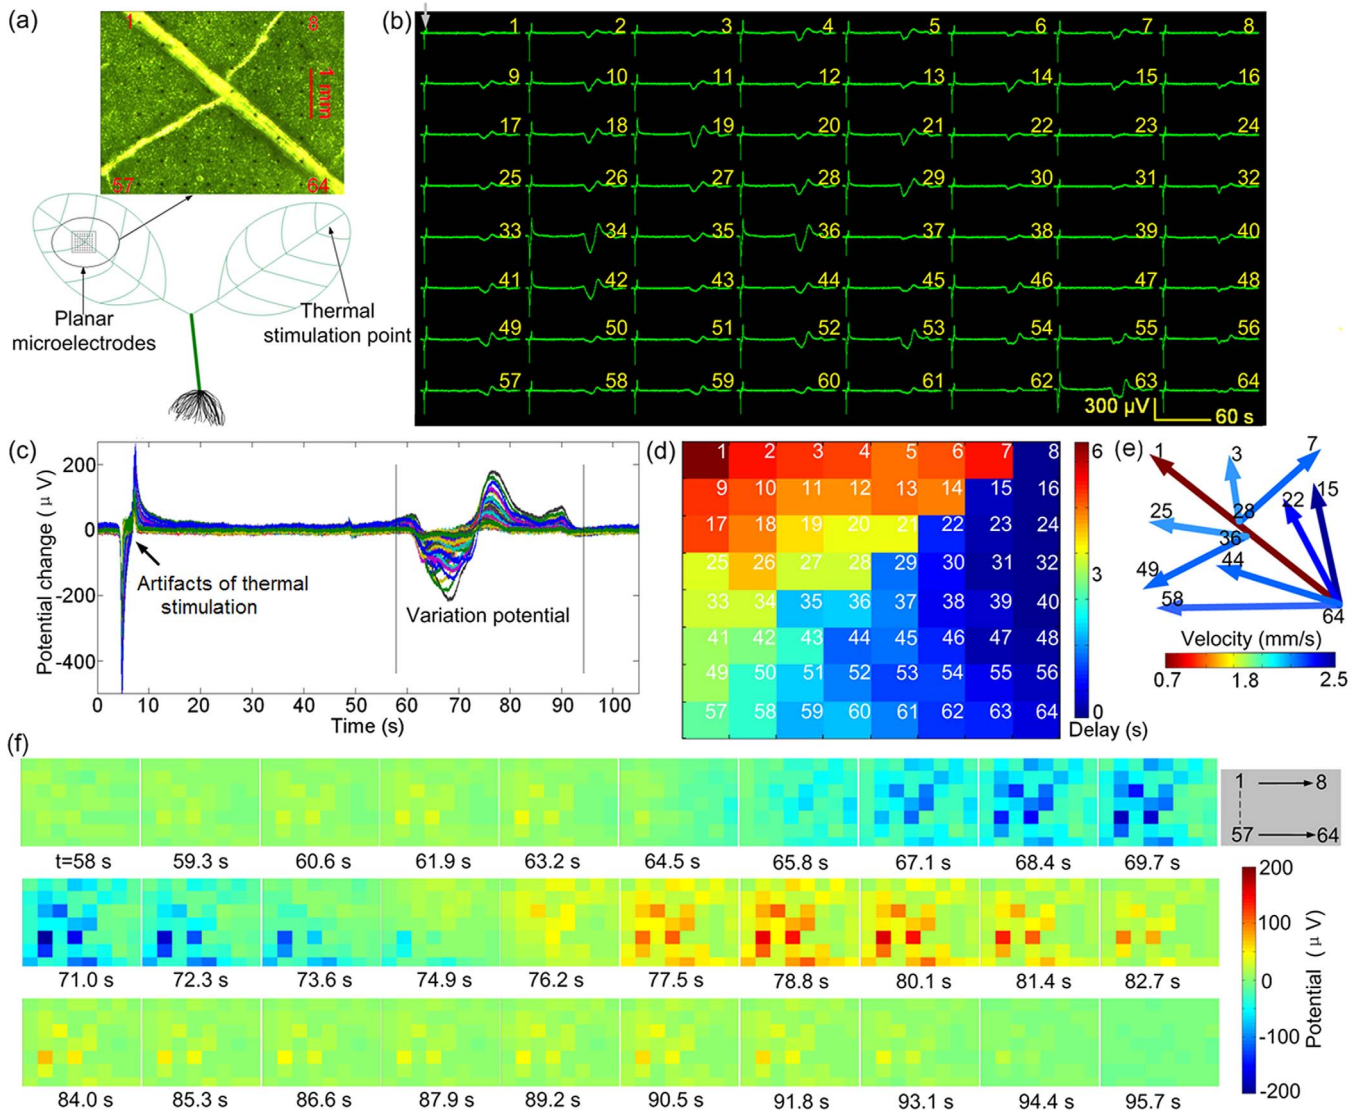 (a)
1
8
1 mm
57
64
Planar
microelectrodes
Thermal
stimulation point
(b)
1 2 3 4 5 6 7 8
9 10 11 12 13 14 15 16
17 18 19 20 21 22 23 24
25 26 27 28 29 30 31 32
33 34 35 36 37 38 39 40
41 42 43 44 45 46 47 48
49 50 51 52 53 54 55 56
57 58 59 60 61 62 63 64
300 μV
60 s
(c)
Potential change ( μ V)
200
0
-200
-400
Artifacts of thermal
stimulation
Variation potential
0 10 20 30 40 50 60 70 80 90 100
Time (s)
(d)
1 2 3 4 5 6 7 8
9 10 11 12 13 14 15 16
17 18 19 20 21 22 23 24
25 26 27 28 29 30 31 32
33 34 35 36 37 38 39 40
41 42 43 44 45 46 47 48
49 50 51 52 53 54 55 56
57 58 59 60 61 62 63 64
6
3
0
Delay (s)
(e)
1 3 7
15
22
25 28
36
44
49
58
64
Velocity (mm/s)
0.7 1.8 2.5
(f)
t=58 s 59.3 s 60.6 s 61.9 s 63.2 s 64.5 s 65.8 s 67.1 s 68.4 s 69.7 s
71.0 s 72.3 s 73.6 s 74.9 s 76.2 s 77.5 s 78.8 s 80.1 s 81.4 s 82.7 s
84.0 s 85.3 s 86.6 s 87.9 s 89.2 s 90.5 s 91.8 s 93.1 s 94.4 s 95.7 s
1 8
57 64
200
100
0
-100
-200
Potential ( μ V)